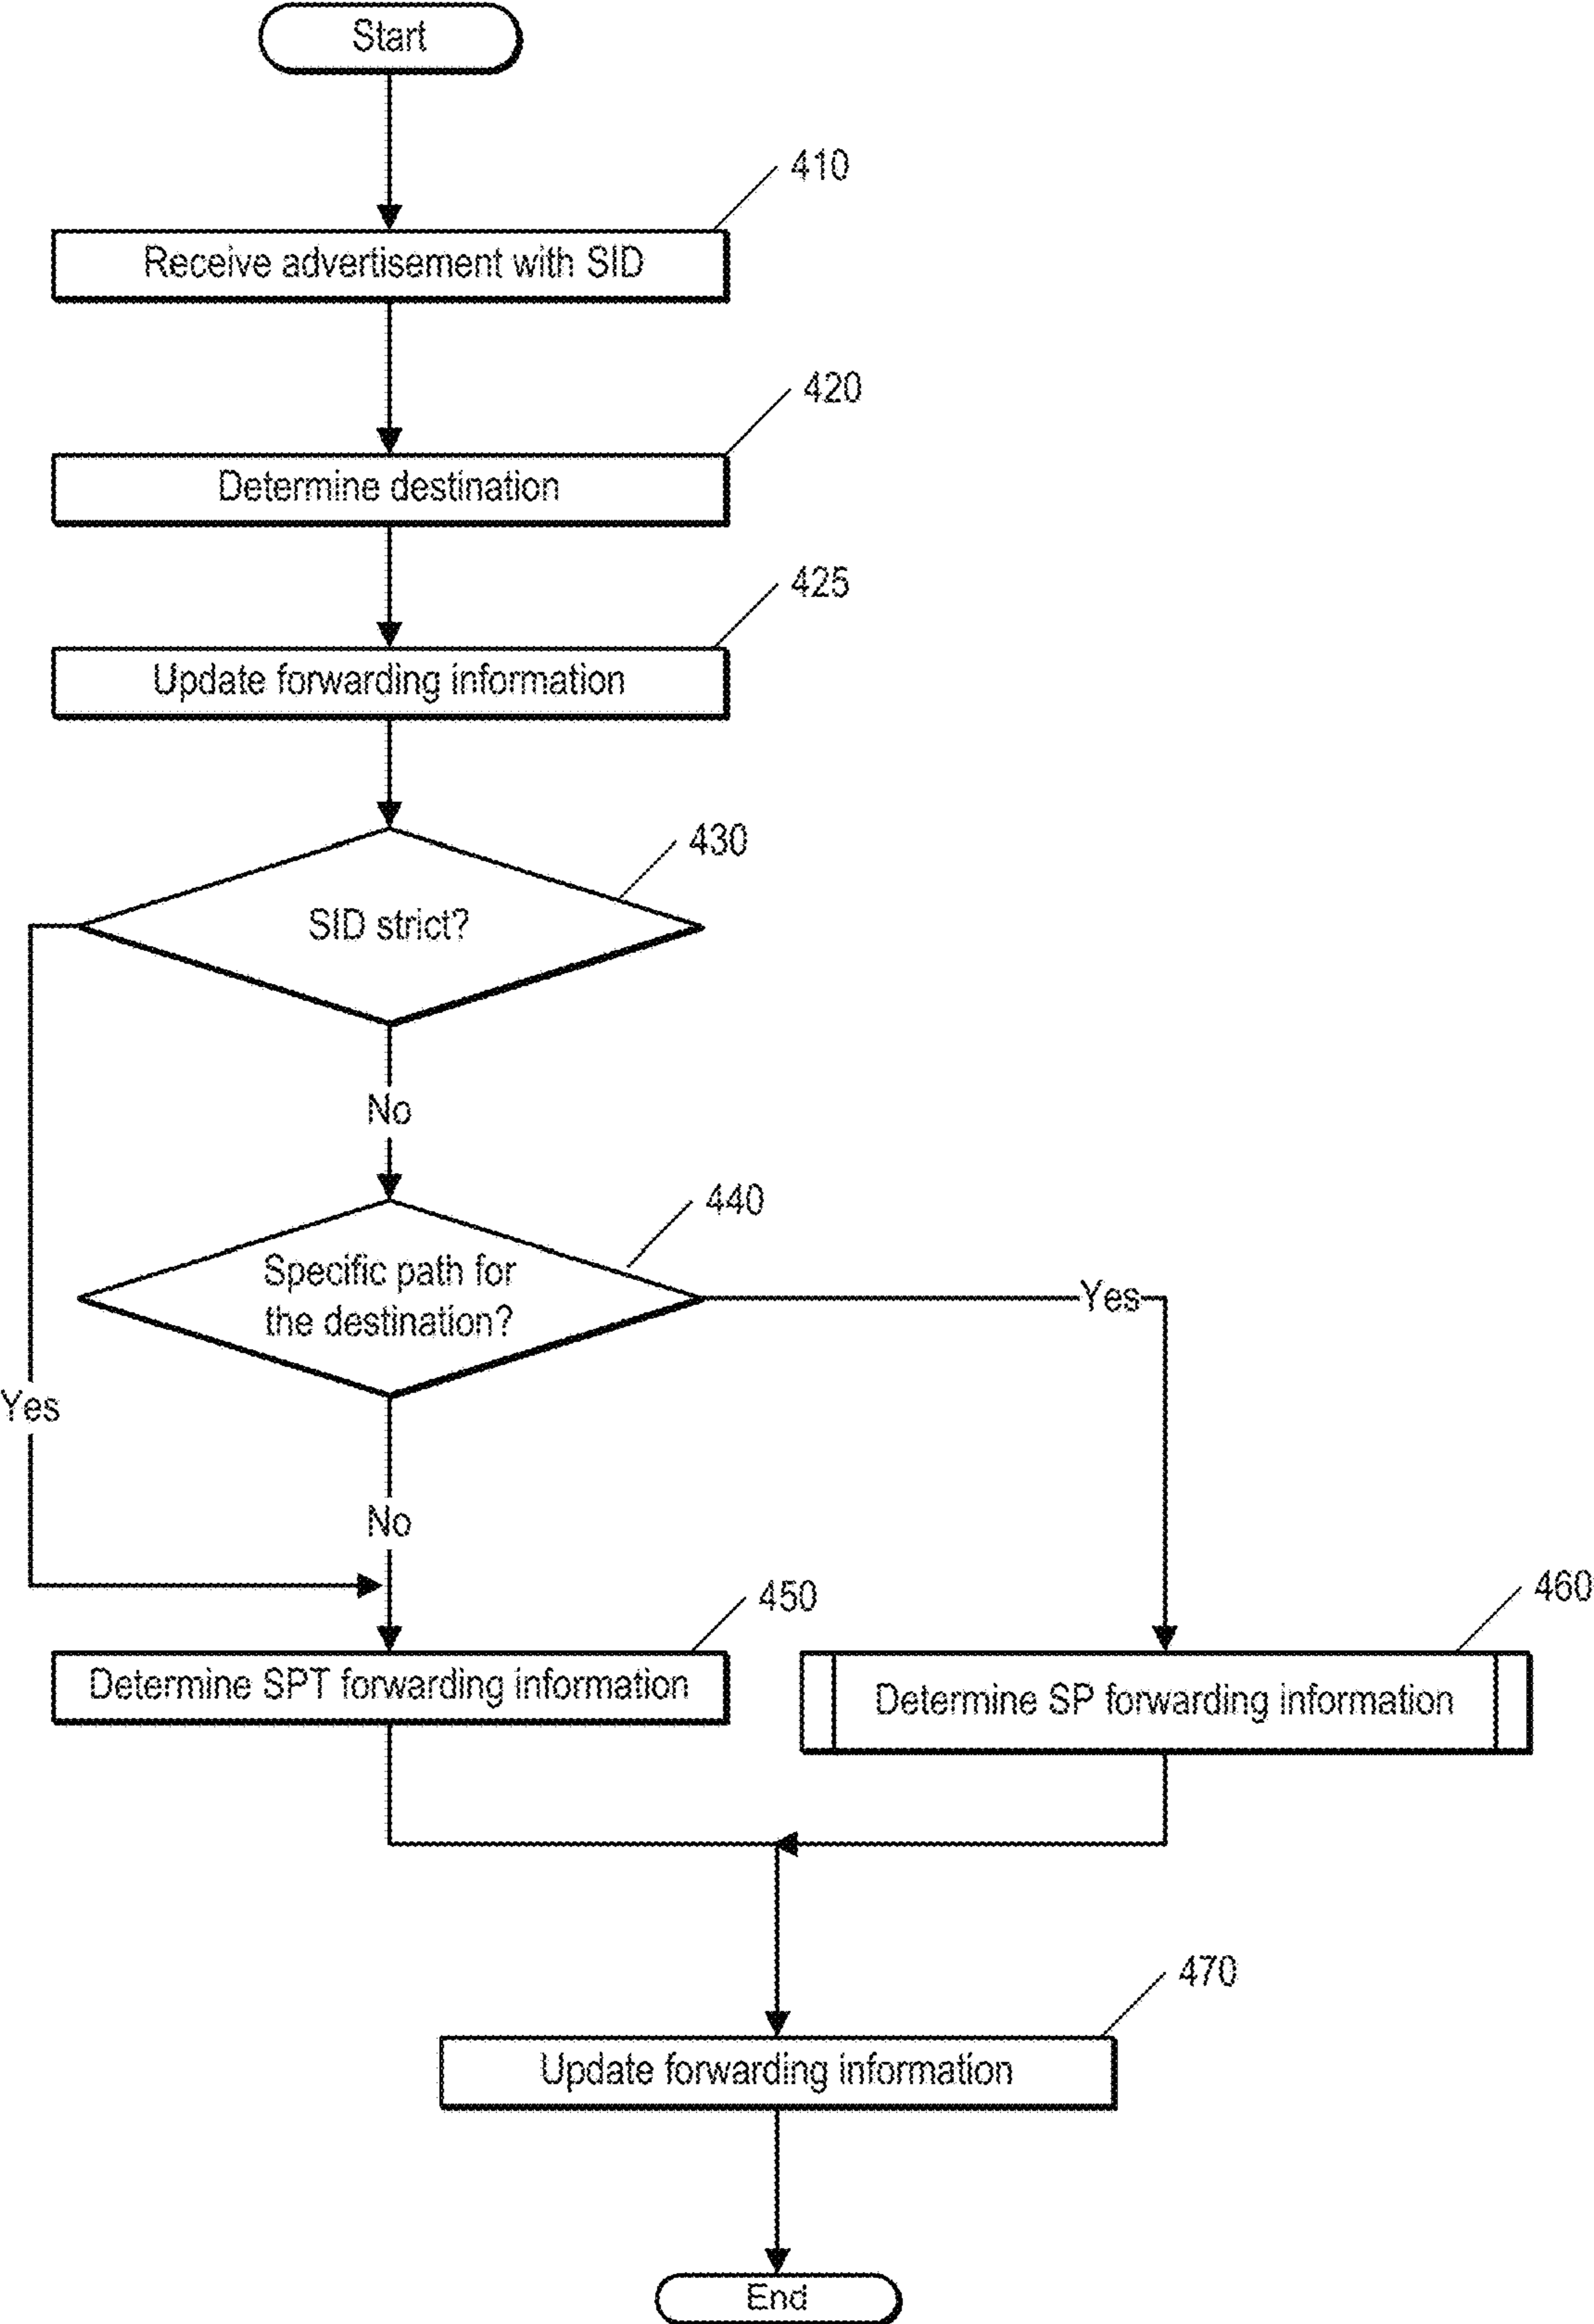 Start
410
Receive advertisement with SID
420
Determine destination
425
Update forwarding information
430
SID strict?
No
440
Specific path for
the destination?
Yes
Yes
No
450
Determine SPT forwarding information
460
Determine SP forwarding information
470
Update forwarding information
End